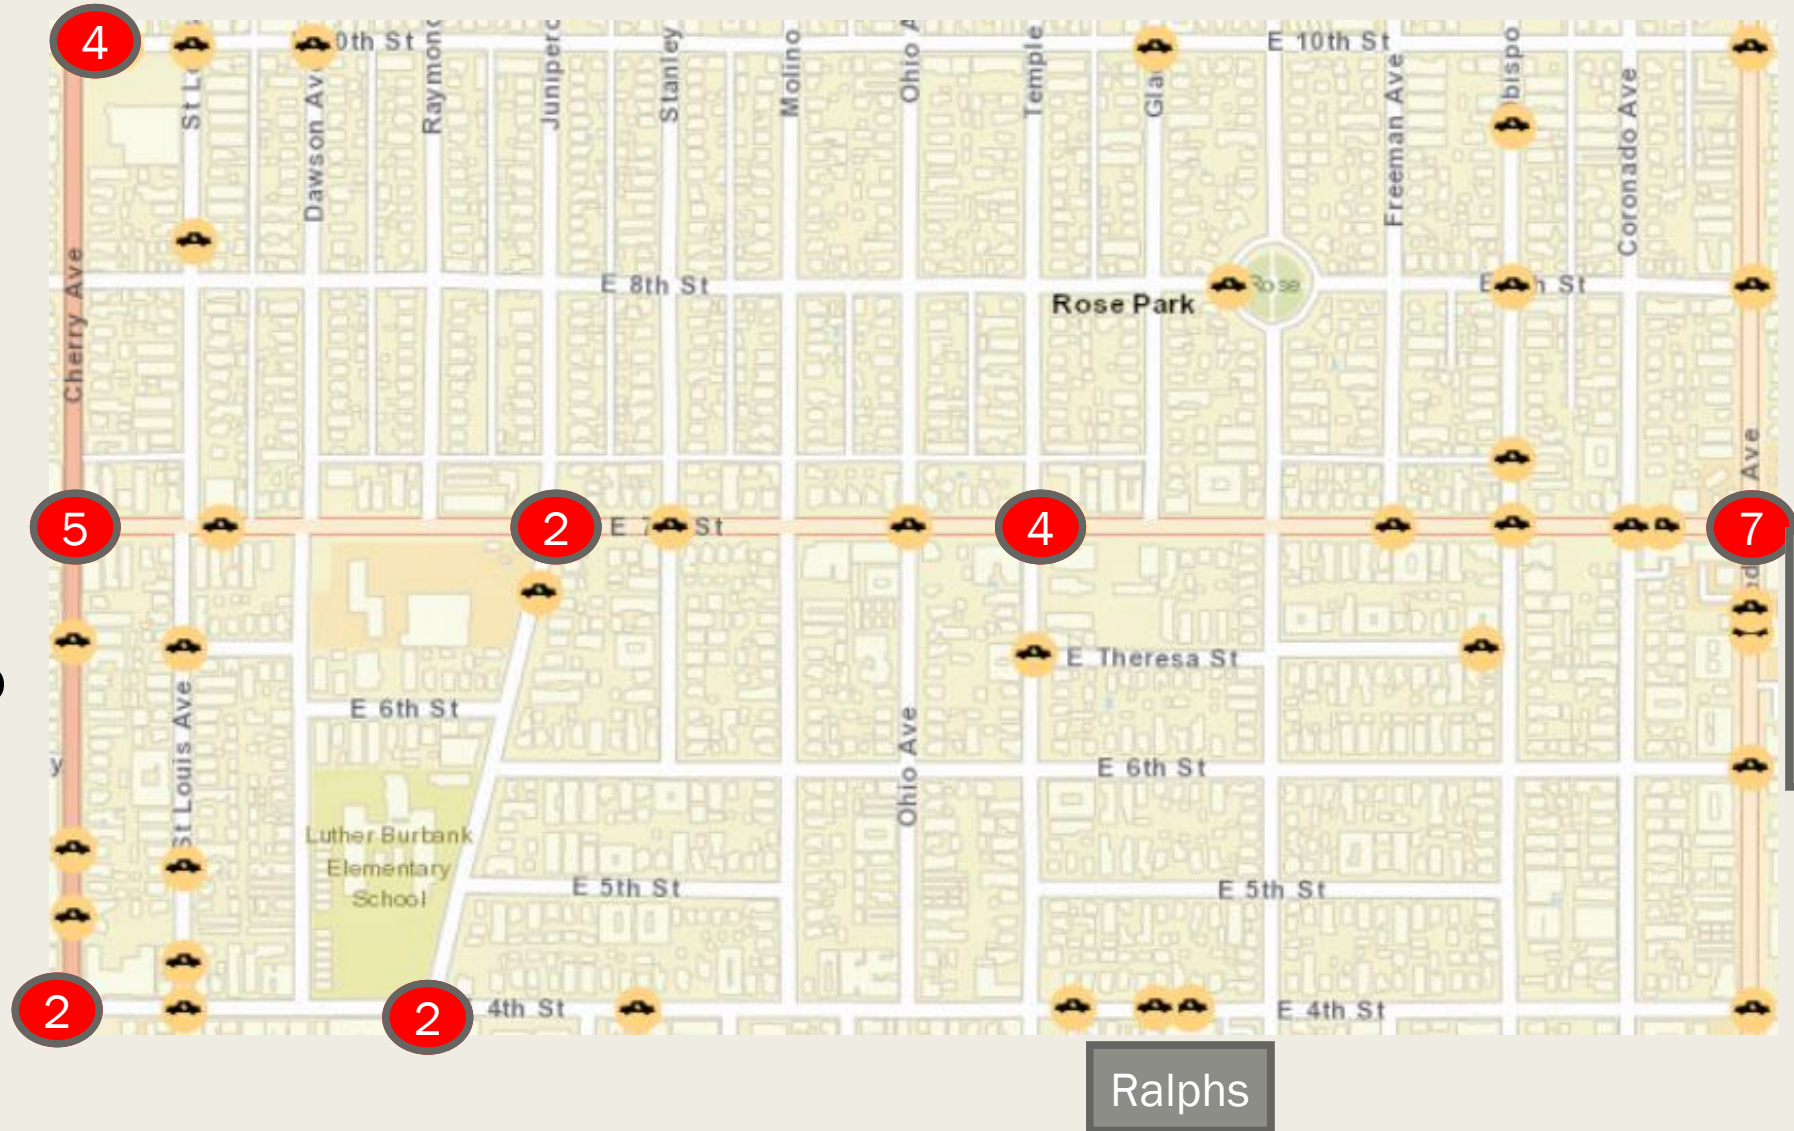 4
0th St
E 10th St
St L
Dawson Av
Raymond
Junipero
Stanley
Molino
Ohio A
Temple
Gla
Freeman Ave
bispo
Coronado Ave
Cherry Ave
E 8th St
Rose Park
Rose
E h St
Ave
5
2
E 7 St
4
7
E Theresa St
E 6th St
St Louis Ave
Ohio Ave
y
E 6th St
Luther Burbank
Elementary
School
E 5th St
E 5th St
2
2
4th St
E 4th St
Ralphs